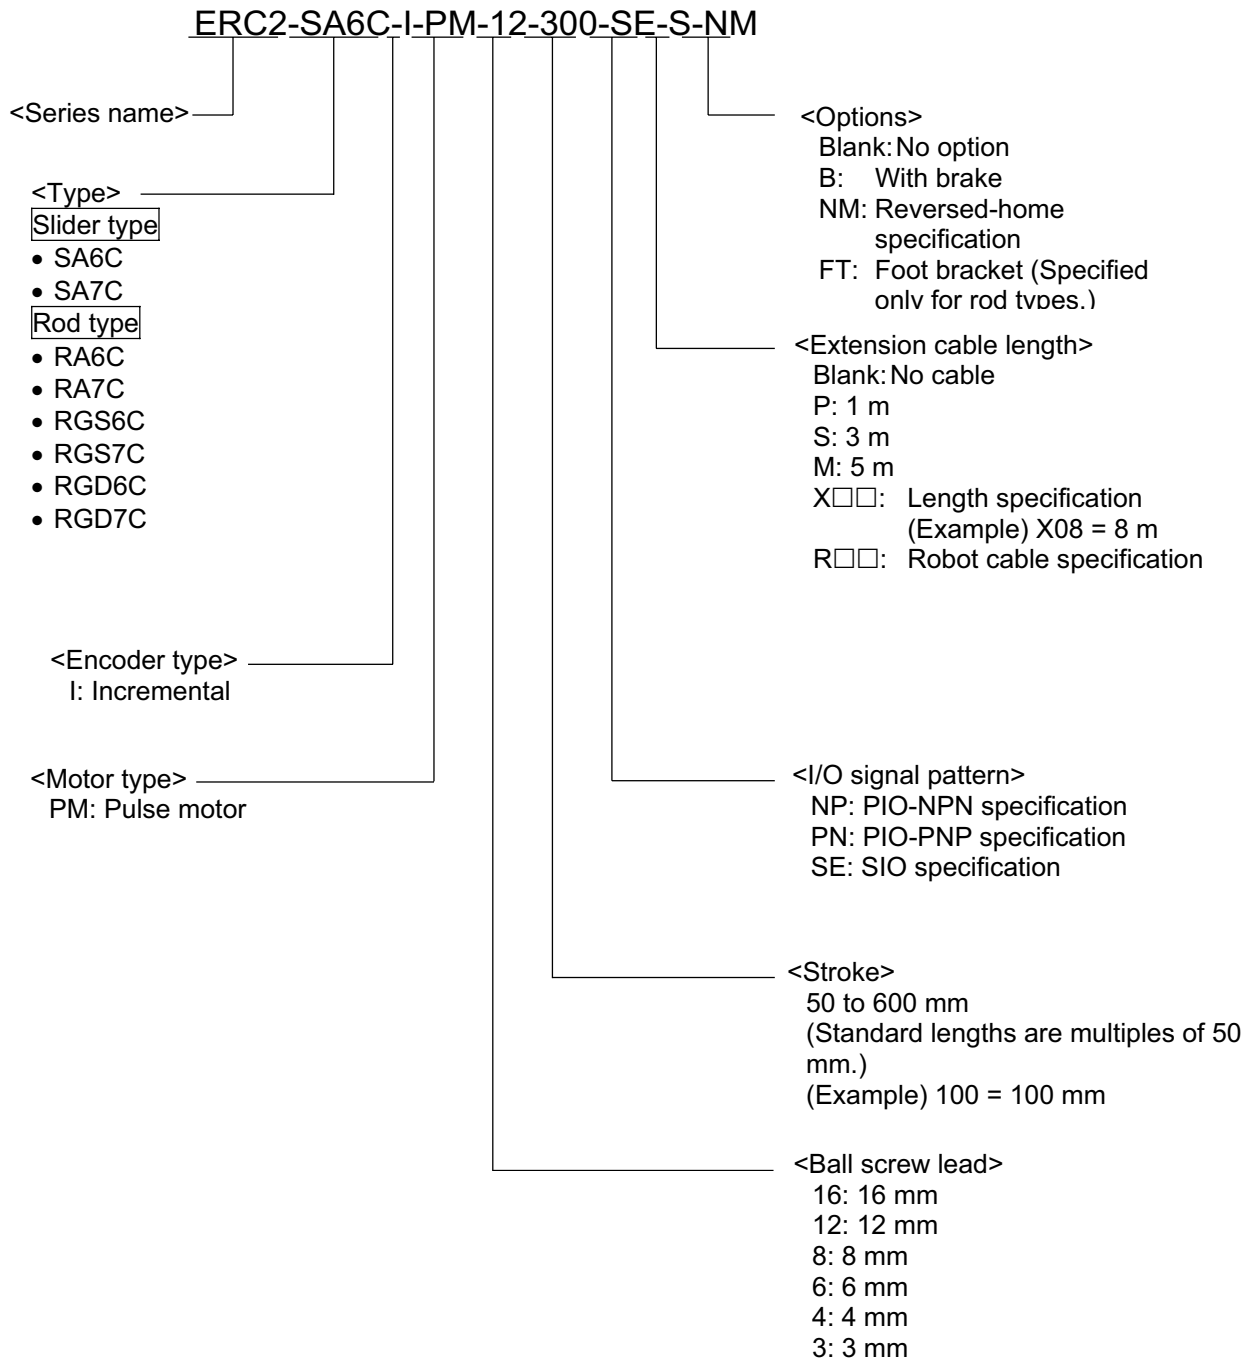 ERC2-SA6C-I-PM-12-300-SE-S-NM
<Series name>
<Type>
Slider type
• SA6C
• SA7C
Rod type
• RA6C
• RA7C
• RGS6C
• RGS7C
• RGD6C
• RGD7C
<Encoder type>
I: Incremental
<Motor type>
PM: Pulse motor
<Options>
Blank: No option
B: With brake
NM: Reversed-home
specification
FT: Foot bracket (Specified
only for rod types.)
<Extension cable length>
Blank: No cable
P: 1 m
S: 3 m
M: 5 m
X□□: Length specification
(Example) X08 = 8 m
R□□: Robot cable specification
<I/O signal pattern>
NP: PIO-NPN specification
PN: PIO-PNP specification
SE: SIO specification
<Stroke>
50 to 600 mm
(Standard lengths are multiples of 50
mm.)
(Example) 100 = 100 mm
<Ball screw lead>
16: 16 mm
12: 12 mm
8: 8 mm
6: 6 mm
4: 4 mm
3: 3 mm